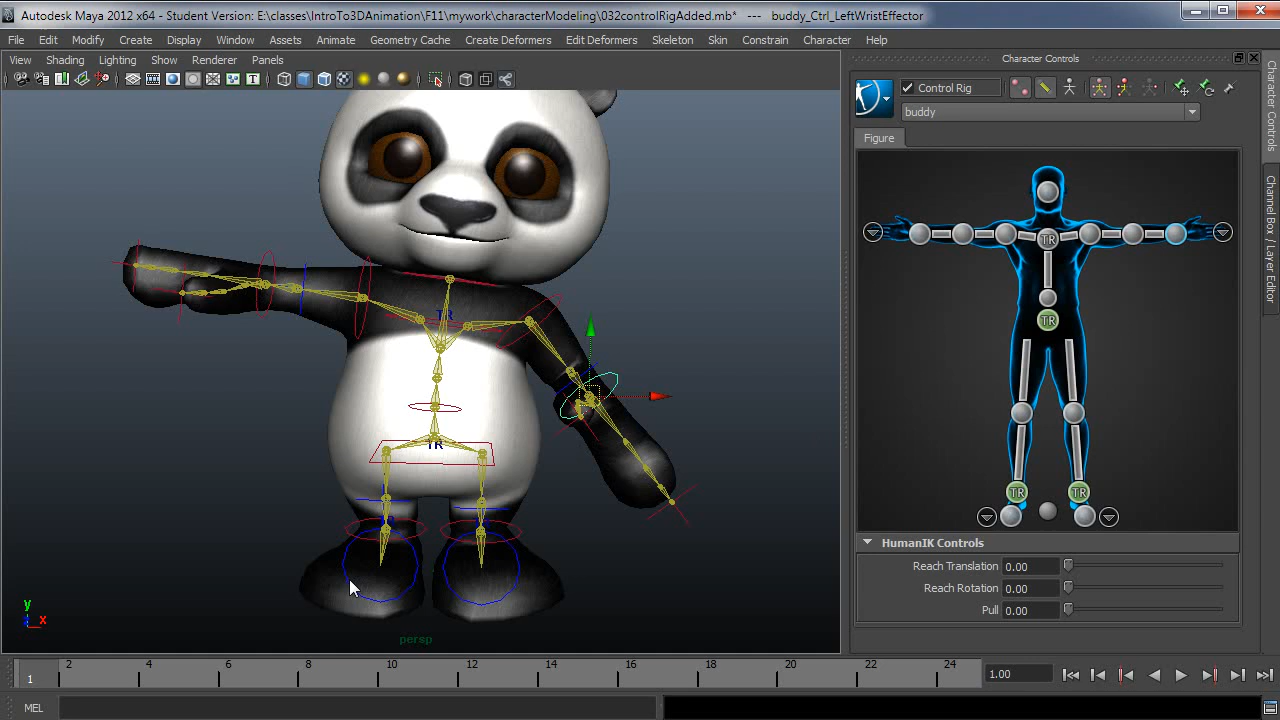 Autodesk Maya 2012 x64 - Student Version: E:\classes\IntroTo3DAnimation\F11\mywork\characterModeling\032controlRigAdded.mb* --- buddy_Ctrl_LeftWristEffector
File Edit Modify Create Display Window Assets Animate Geometry Cache Create Deformers Edit Deformers Skeleton Skin Constrain Character Help
View Shading Lighting Show Renderer Panels
Character Controls
Control Rig
buddy
Figure
TR
TR
TR
TR
TR
TR
HumanIK Controls
Reach Translation 0.00
Reach Rotation 0.00
Pull 0.00
Character Controls
Channel Box / Layer Editor
y
z x
persp
2 4 6 8 10 12 14 16 18 20 22 24
1
1.00
MEL